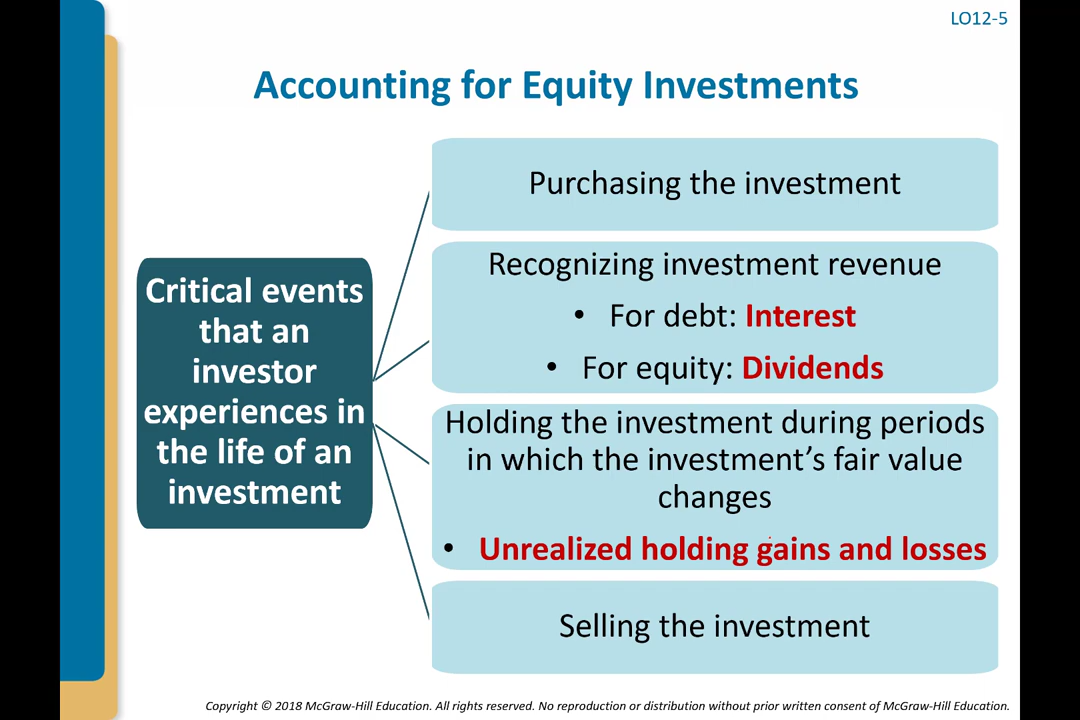 LO12-5
Accounting for Equity Investments
Critical events
that an
investor
experiences in
the life of an
investment
Purchasing the investment
Recognizing investment revenue
• For debt: Interest
• For equity: Dividends
Holding the investment during periods
in which the investment’s fair value
changes
• Unrealized holding gains and losses
Selling the investment
Copyright © 2018 McGraw-Hill Education. All rights reserved. No reproduction or distribution without prior written consent of McGraw-Hill Education.